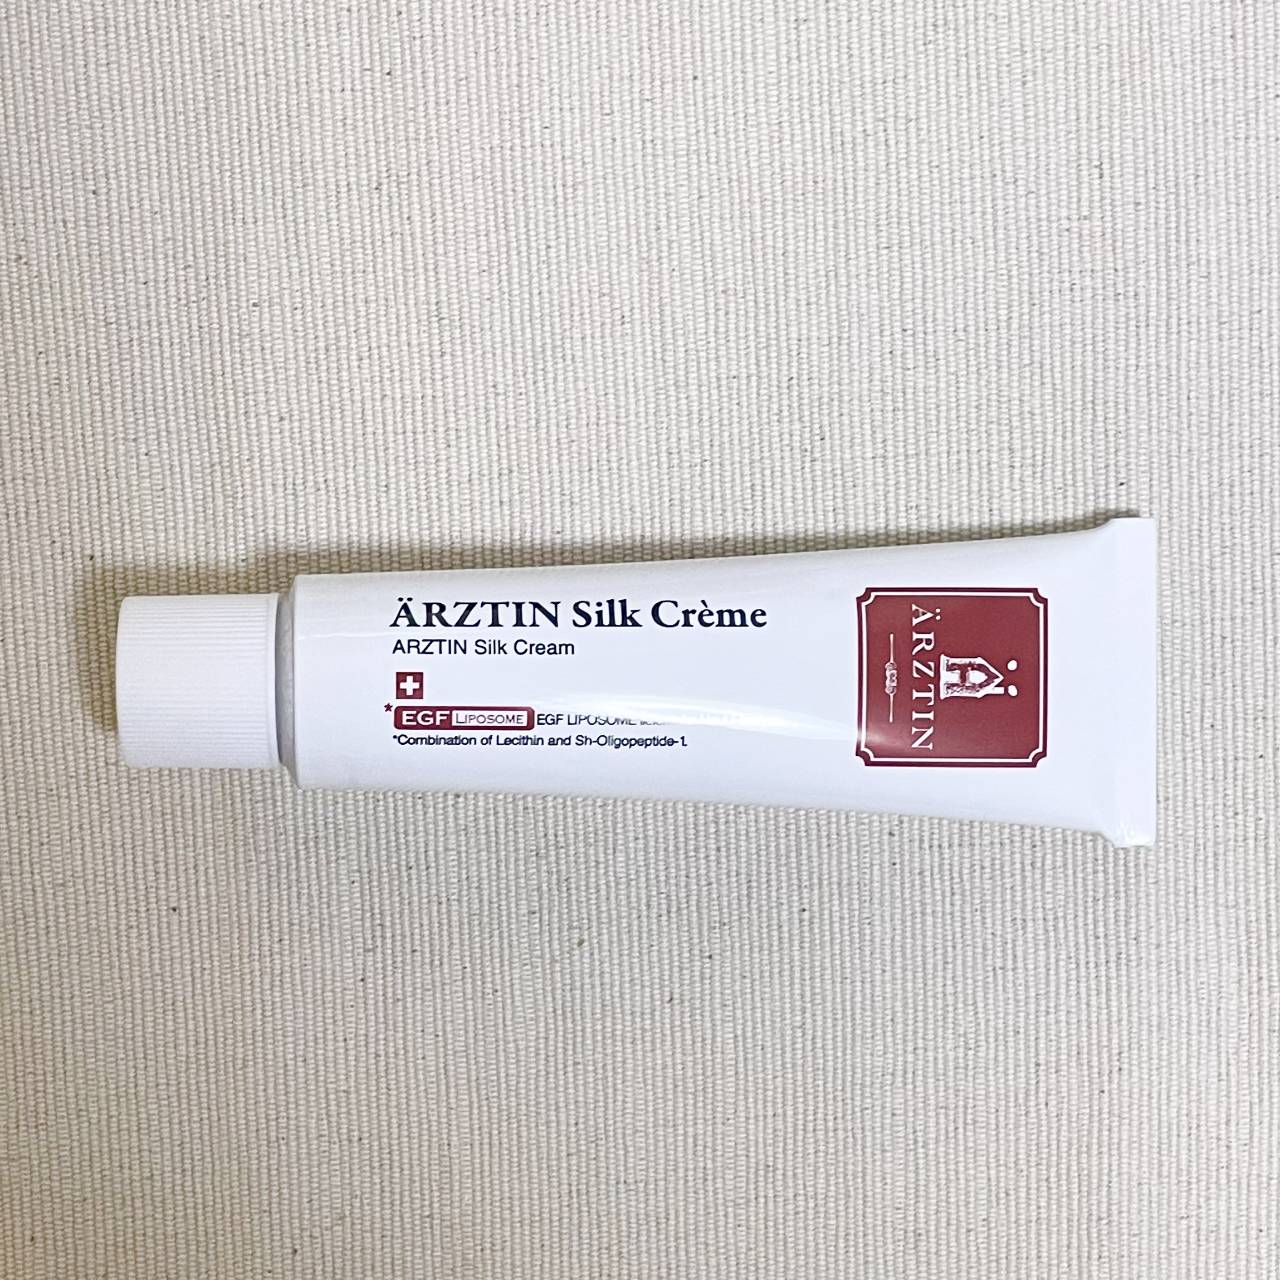 ÄRZTIN Silk Crème
ARZTIN Silk Cream
* EGF LIPOSOME EGF LIPOSOME
*Combination of Lecithin and Sh-Oligopeptide-1.
ÄRZTIN